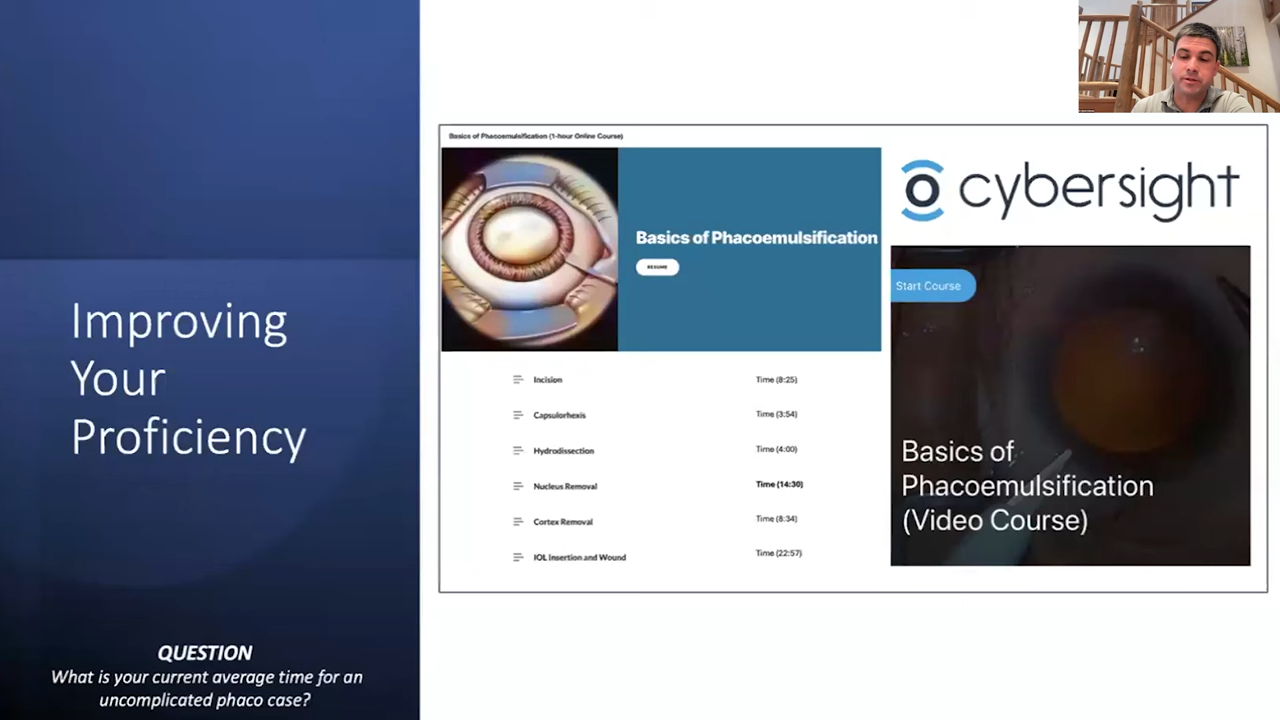 Improving
Your
Proficiency
QUESTION
What is your current average time for an
uncomplicated phaco case?
Basics of Phacoemulsification (1-hour Online Course)
Basics of Phacoemulsification
RESUME
Incision Time (8:25)
Capsulorhexis Time (3:54)
Hydrodissection Time (4:00)
Nucleus Removal Time (14:30)
Cortex Removal Time (8:34)
IOL Insertion and Wound Time (22:57)
cybersight
Start Course
Basics of
Phacoemulsification
(Video Course)